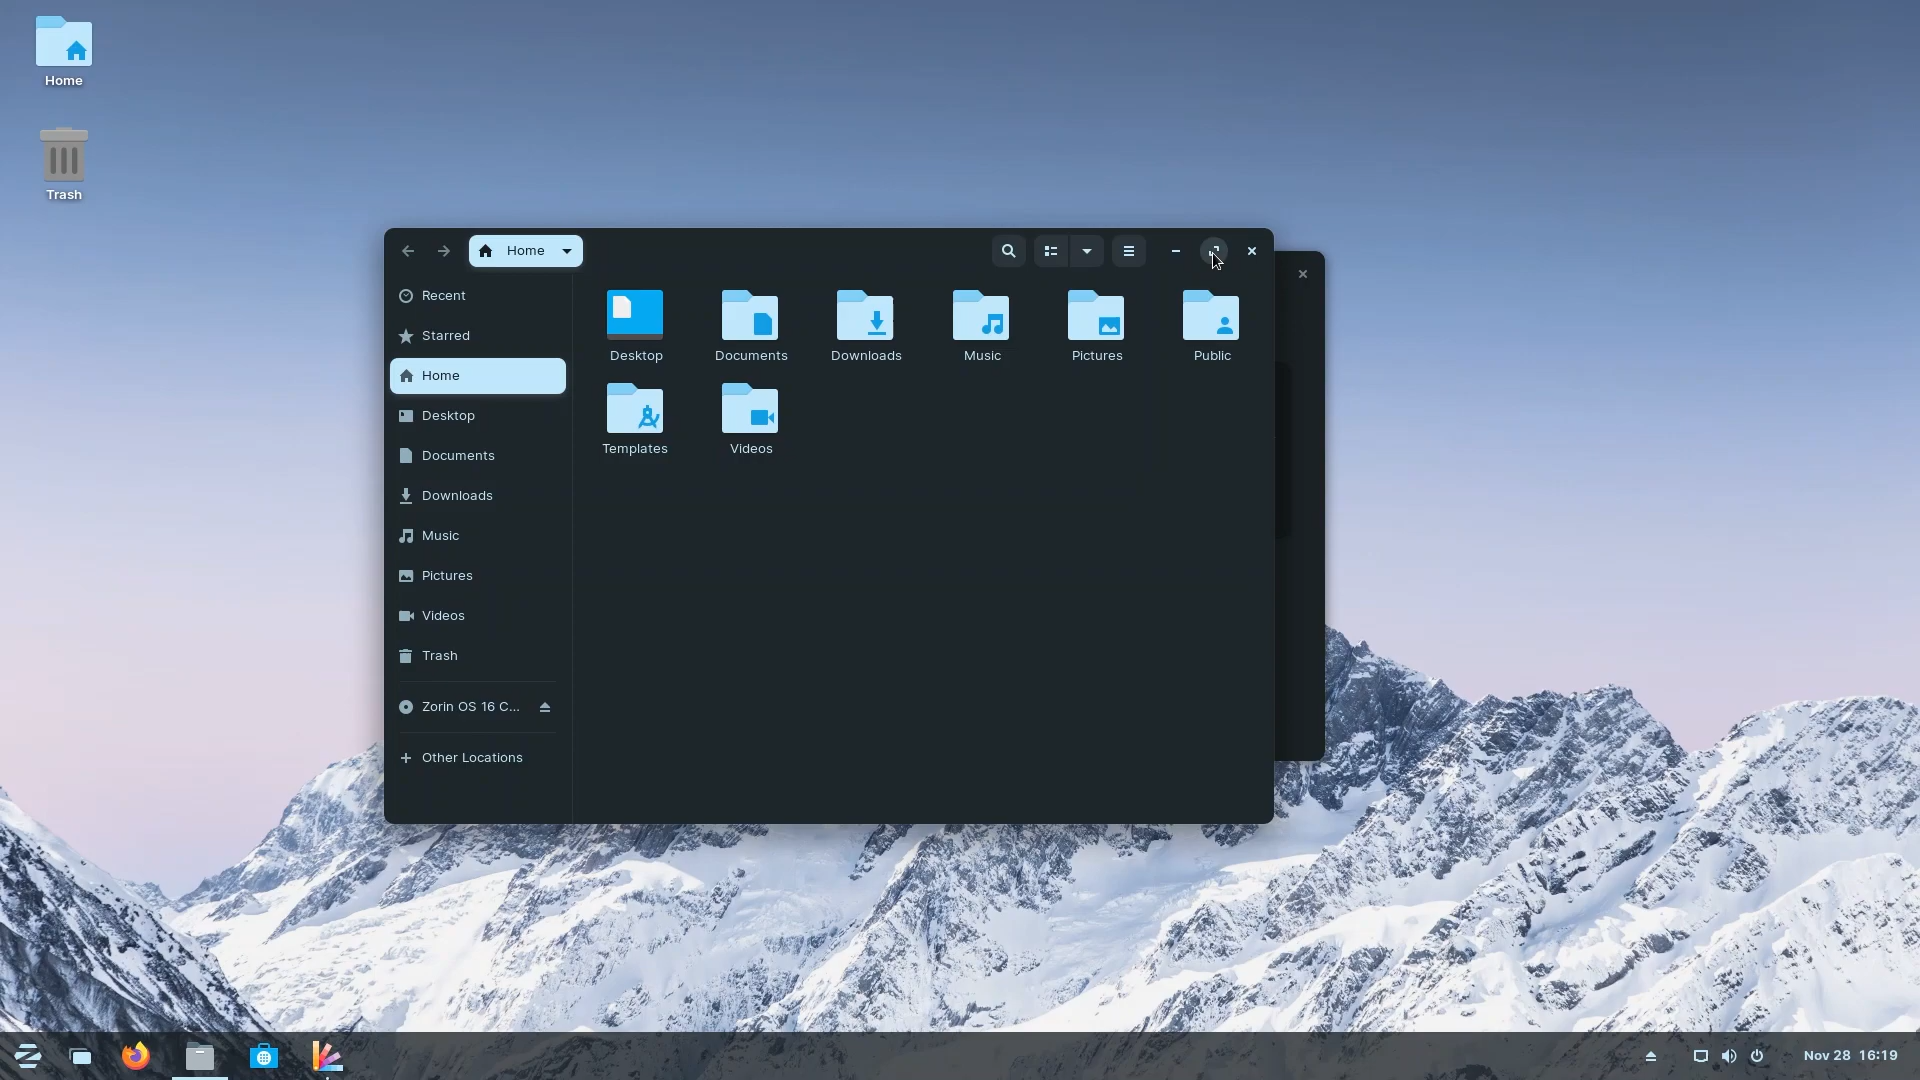 Home
Trash
Home
Recent
Starred
Home
Desktop
Documents
Downloads
Music
Pictures
Videos
Trash
Zorin OS 16 C...
Other Locations
Desktop
Documents
Downloads
Music
Pictures
Public
Templates
Videos
Nov 28 16:19